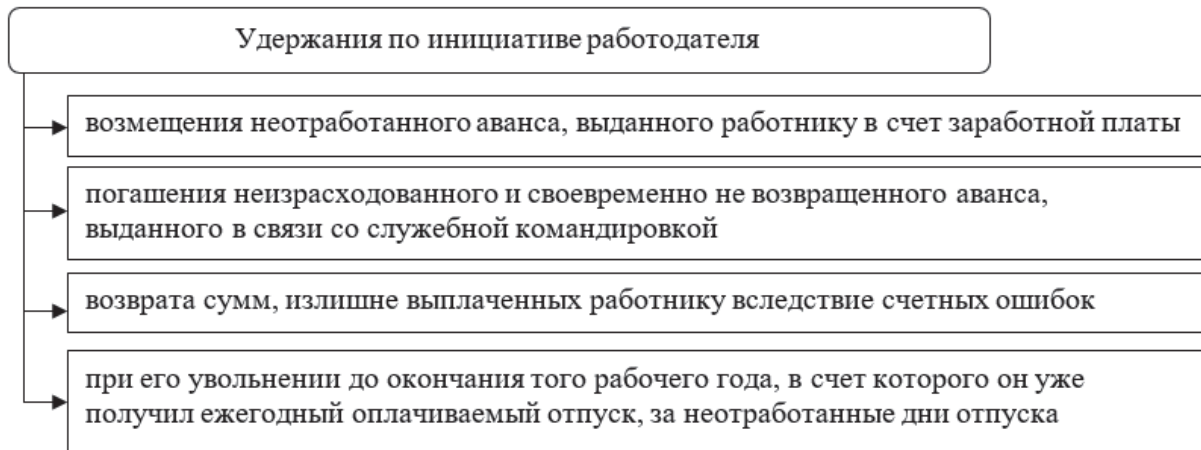 Удержания по инициативе работодателя
возмещения неотработанного аванса, выданного работнику в счет заработной платы
погашения неизрасходованного и своевременно не возвращенного аванса,
выданного в связи со служебной командировкой
возврата сумм, излишне выплаченных работнику вследствие счетных ошибок
при его увольнении до окончания того рабочего года, в счет которого он уже
получил ежегодный оплачиваемый отпуск, за неотработанные дни отпуска